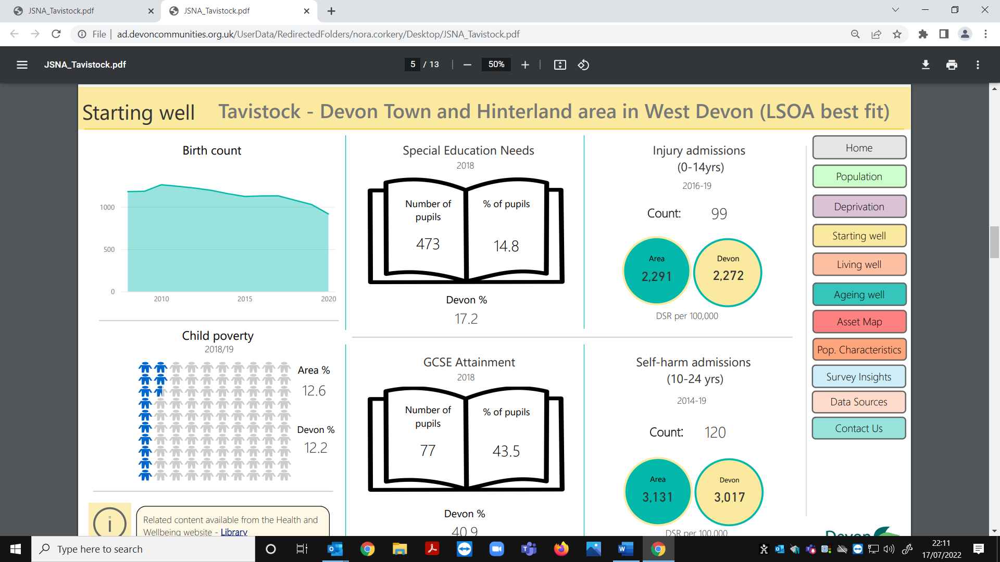 JSNA_Tavistock.pdf
JSNA_Tavistock.pdf
File
ad.devoncommunities.org.uk/UserData/RedirectedFolders/nora.corkery/Desktop/JSNA_Tavistock.pdf
JSNA_Tavistock.pdf
5 / 13
50%
Starting well
Tavistock - Devon Town and Hinterland area in West Devon (LSOA best fit)
Birth count
1000
500
0
2010
2015
2020
Child poverty
2018/19
Area %
12.6
Devon %
12.2
Related content available from the Health and
Wellbeing website - Library
Special Education Needs
2018
Number of
pupils
473
% of pupils
14.8
Devon %
17.2
GCSE Attainment
2018
Number of
pupils
77
% of pupils
43.5
Devon %
40.9
Injury admissions
(0-14yrs)
2016-19
Count: 99
Area
2,291
Devon
2,272
DSR per 100,000
Self-harm admissions
(10-24 yrs)
2014-19
Count: 120
Area
3,131
Devon
3,017
DSR per 100,000
Home
Population
Deprivation
Starting well
Living well
Ageing well
Asset Map
Pop. Characteristics
Survey Insights
Data Sources
Contact Us
Devon
Type here to search
22:11
17/07/2022